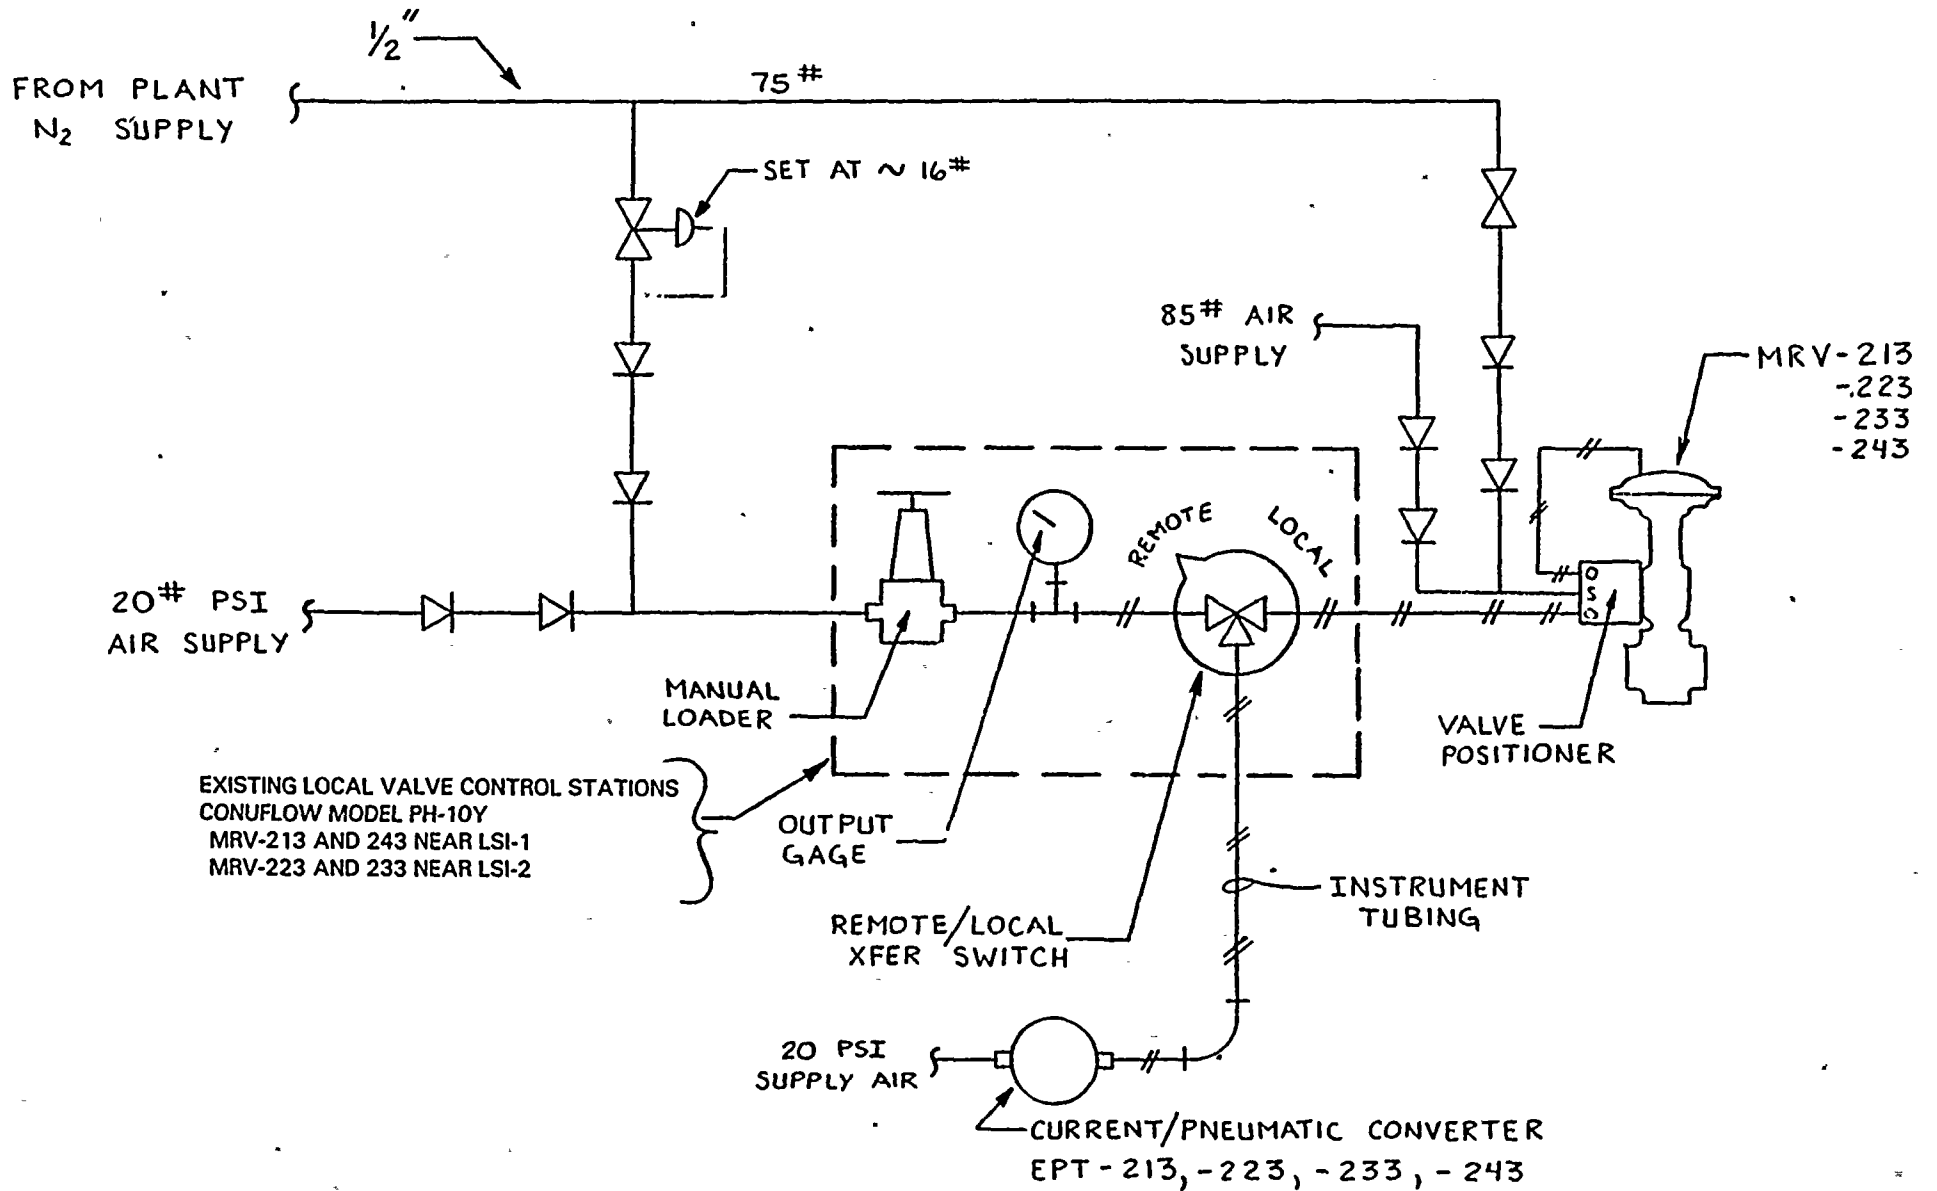 1/2"
FROM PLANT
N₂ SUPPLY
75#
SET AT ~ 16#
85# AIR
SUPPLY
MRV-213
-223
-233
-243
REMOTE
LOCAL
20# PSI
AIR SUPPLY
O
S
MANUAL
LOADER
VALVE
POSITIONER
EXISTING LOCAL VALVE CONTROL STATIONS
CONUFLOW MODEL PH-10Y
MRV-213 AND 243 NEAR LSI-1
MRV-223 AND 233 NEAR LSI-2
OUTPUT
GAGE
INSTRUMENT
TUBING
REMOTE/LOCAL
XFER SWITCH
20 PSI
SUPPLY AIR
CURRENT/PNEUMATIC CONVERTER
EPT-213, -223, -233, -243